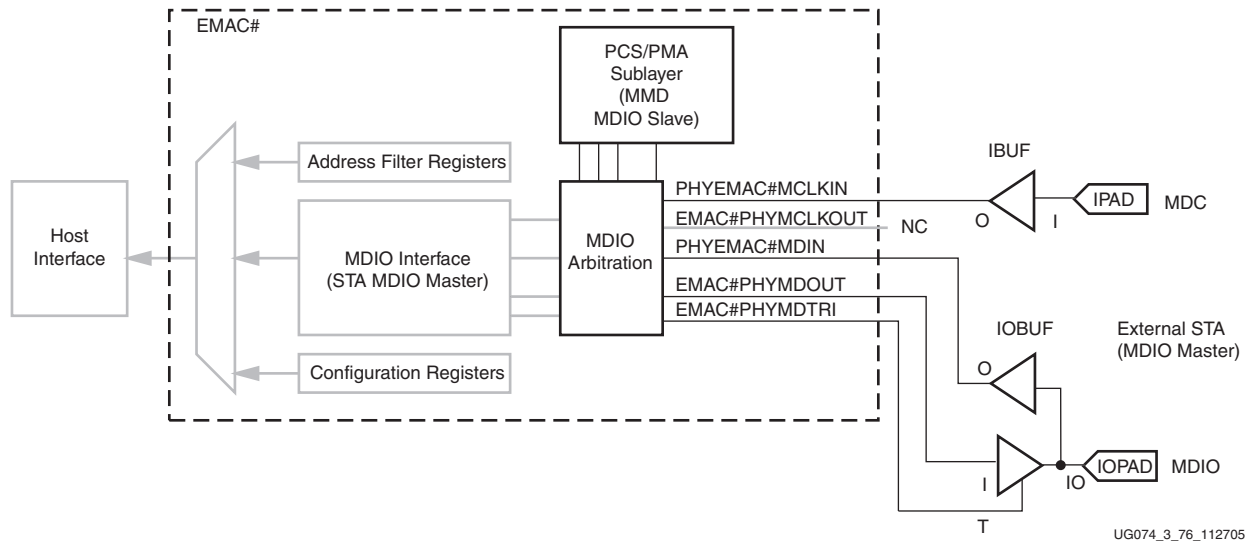 EMAC#
PCS/PMA
Sublayer
(MMD
MDIO Slave)
Address Filter Registers
IBUF
PHYEMAC#MCLKIN
IPAD
MDC
O
I
EMAC#PHYMCLKOUT
NC
Host
Interface
MDIO Interface
(STA MDIO Master)
MDIO
Arbitration
PHYEMAC#MDIN
EMAC#PHYMDOUT
EMAC#PHYMDTRI
IOBUF
External STA
(MDIO Master)
O
Configuration Registers
I
IO
IOPAD
MDIO
T
UG074_3_76_112705